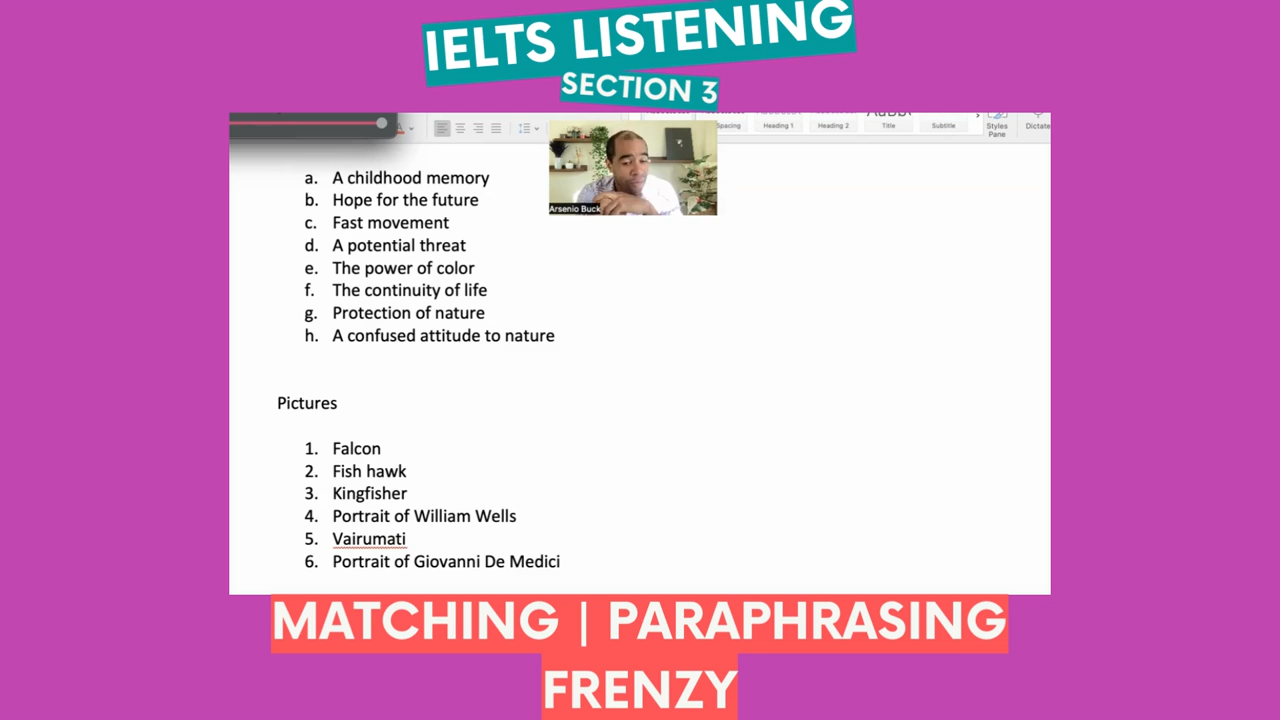 IELTS LISTENING
SECTION 3
Spacing Heading 1 Heading 2 Title Subtitle Styles Pane Dictate
Arsenio Buck
a. A childhood memory
b. Hope for the future
c. Fast movement
d. A potential threat
e. The power of color
f. The continuity of life
g. Protection of nature
h. A confused attitude to nature
Pictures
1. Falcon
2. Fish hawk
3. Kingfisher
4. Portrait of William Wells
5. Vairumati
6. Portrait of Giovanni De Medici
MATCHING | PARAPHRASING
FRENZY